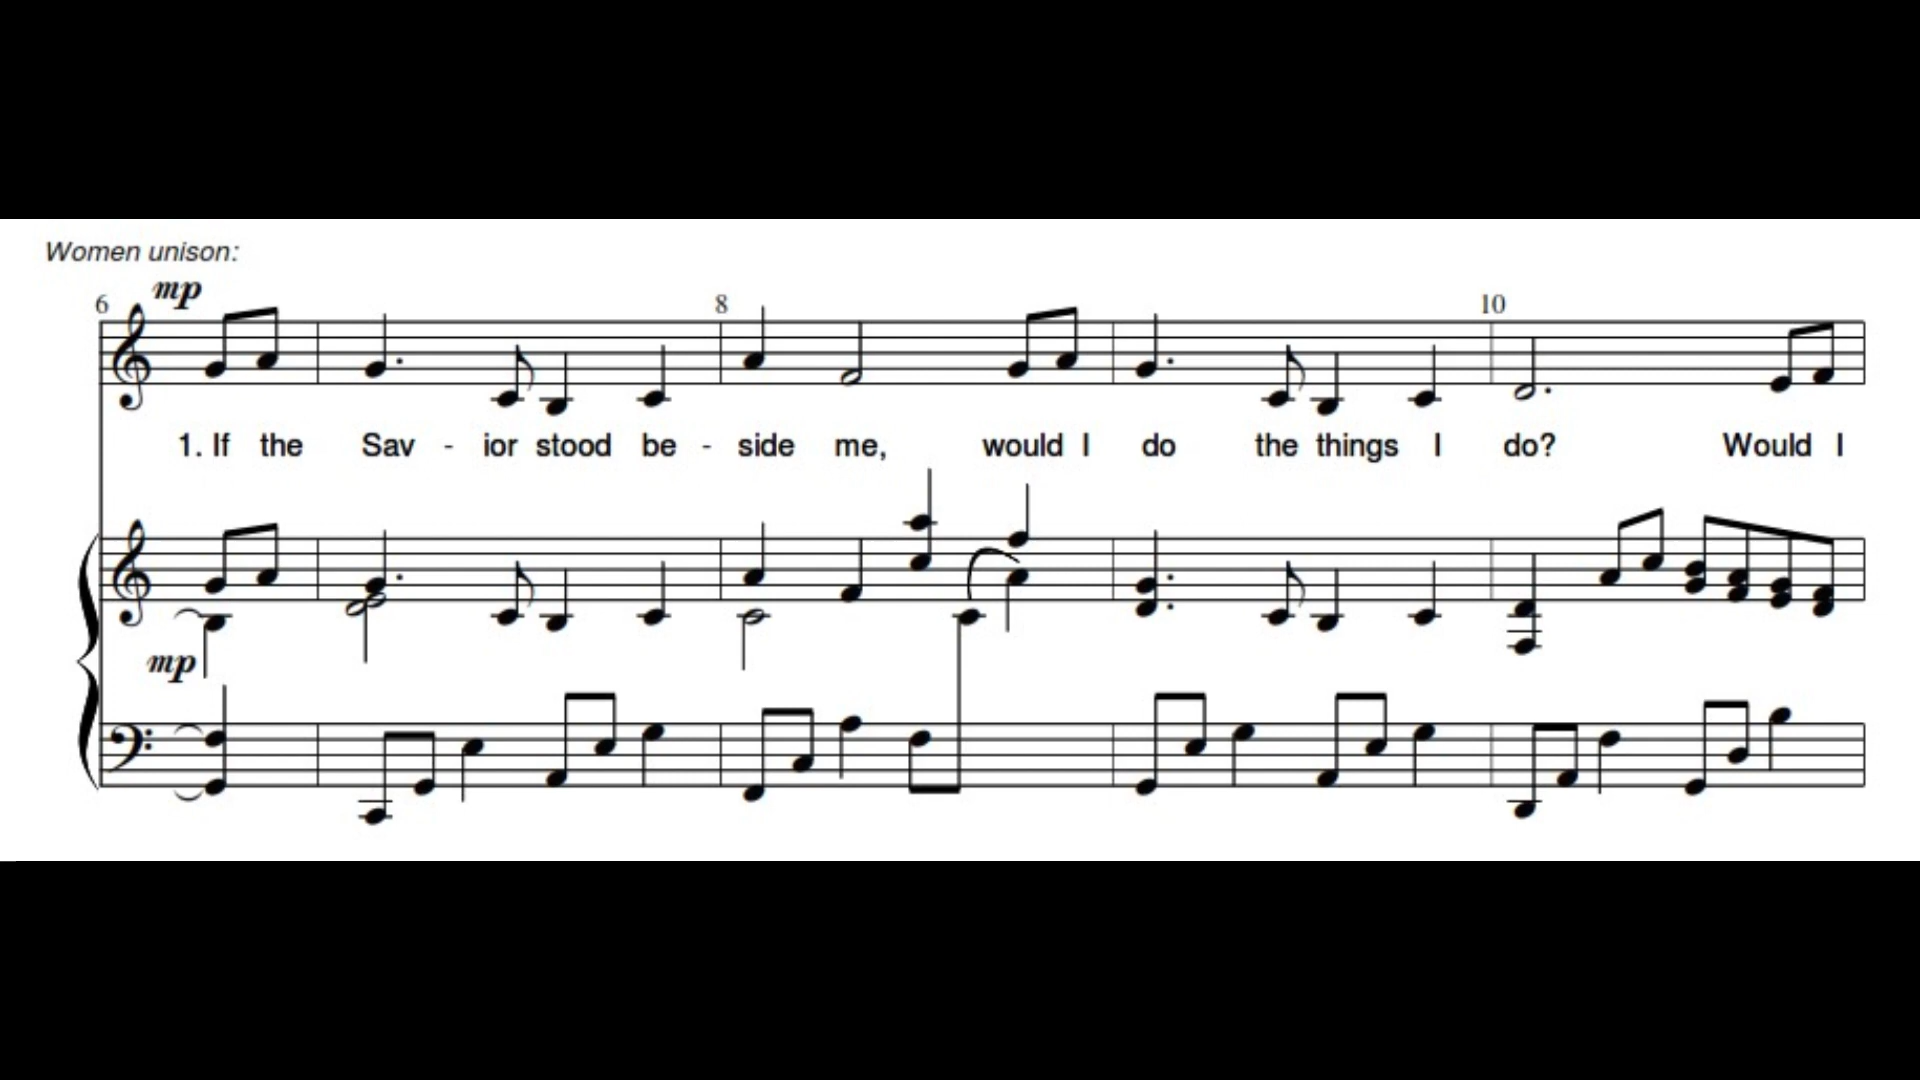 Women unison:
mp
6 8 10
1. If the Sav - ior stood be - side me, would I do the things I do? Would I
mp